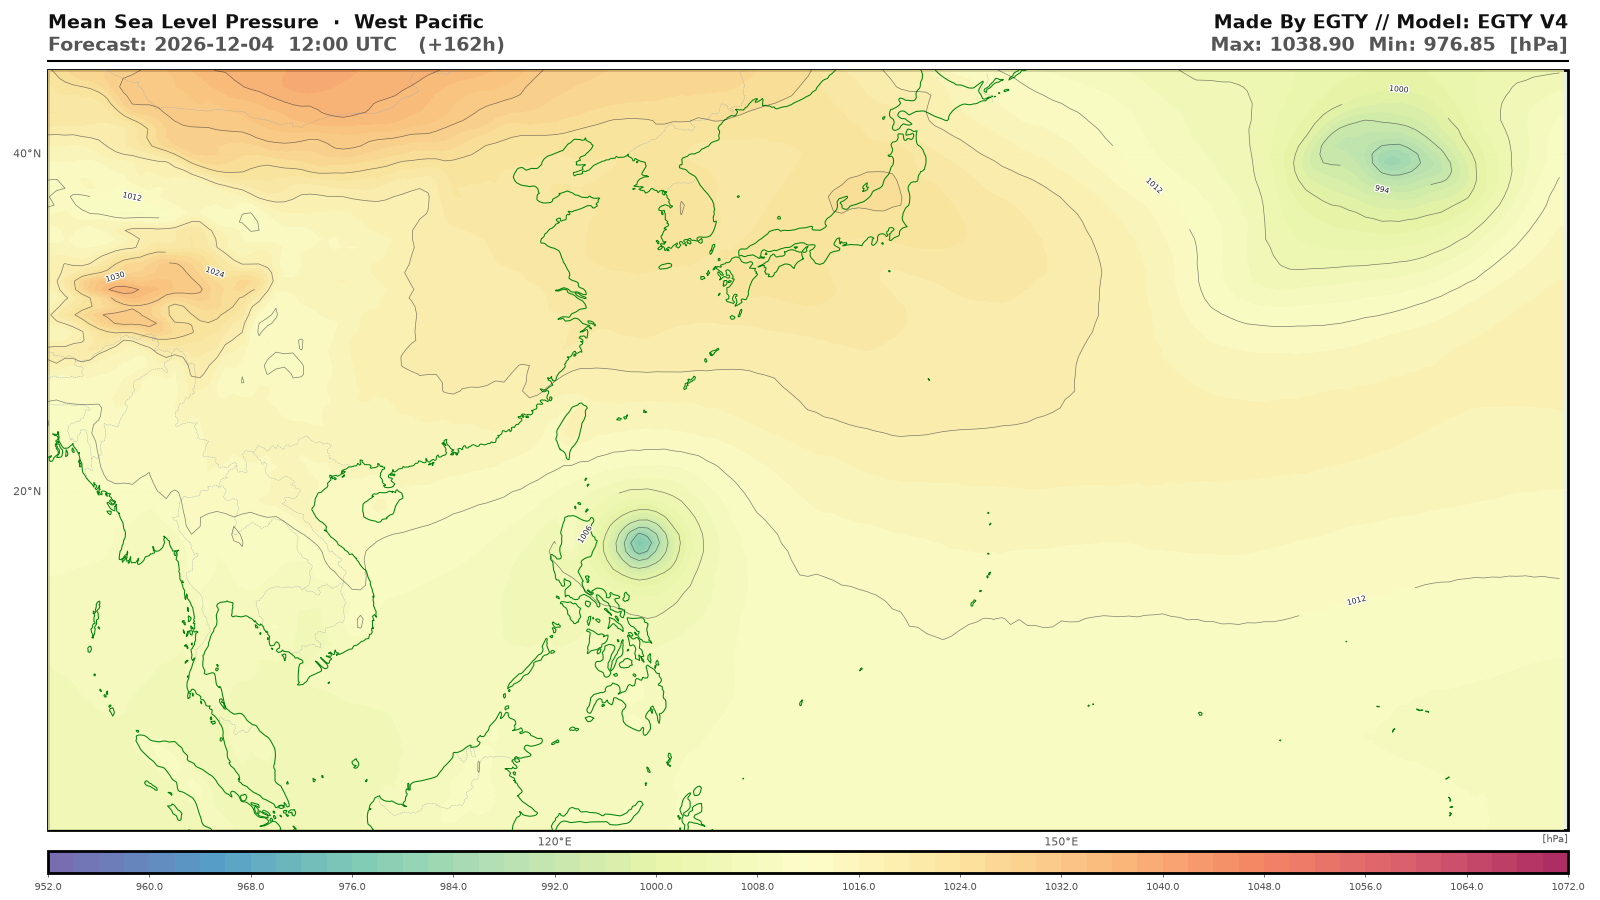 Mean Sea Level Pressure · West Pacific
Made By EGTY // Model: EGTY V4
Forecast: 2026-12-04 12:00 UTC (+162h)
Max: 1038.90 Min: 976.85 [hPa]
1000
40°N
1012
994
1012
1030
1024
20°N
1006
1012
120°E
150°E
[hPa]
952.0 960.0 968.0 976.0 984.0 992.0 1000.0 1008.0 1016.0 1024.0 1032.0 1040.0 1048.0 1056.0 1064.0 1072.0